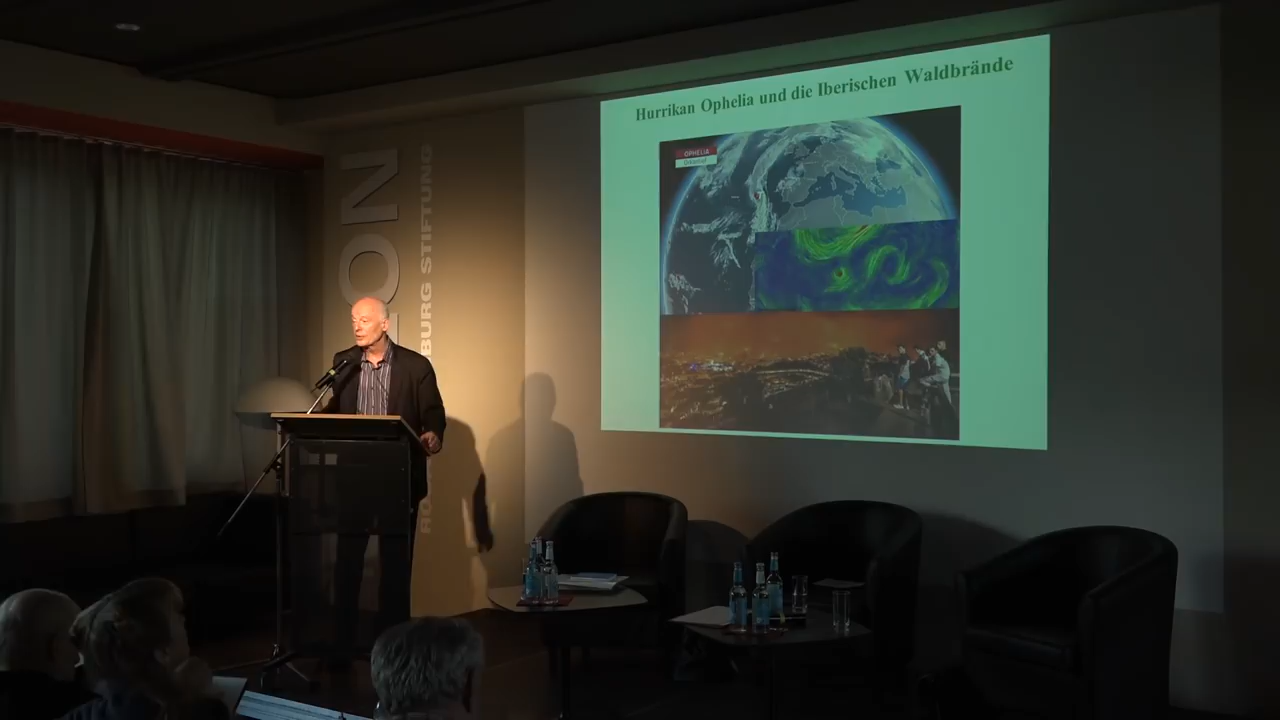 Hurrikan Ophelia und die Iberischen Waldbrände
OPHELIA
BURG STIFTUNG